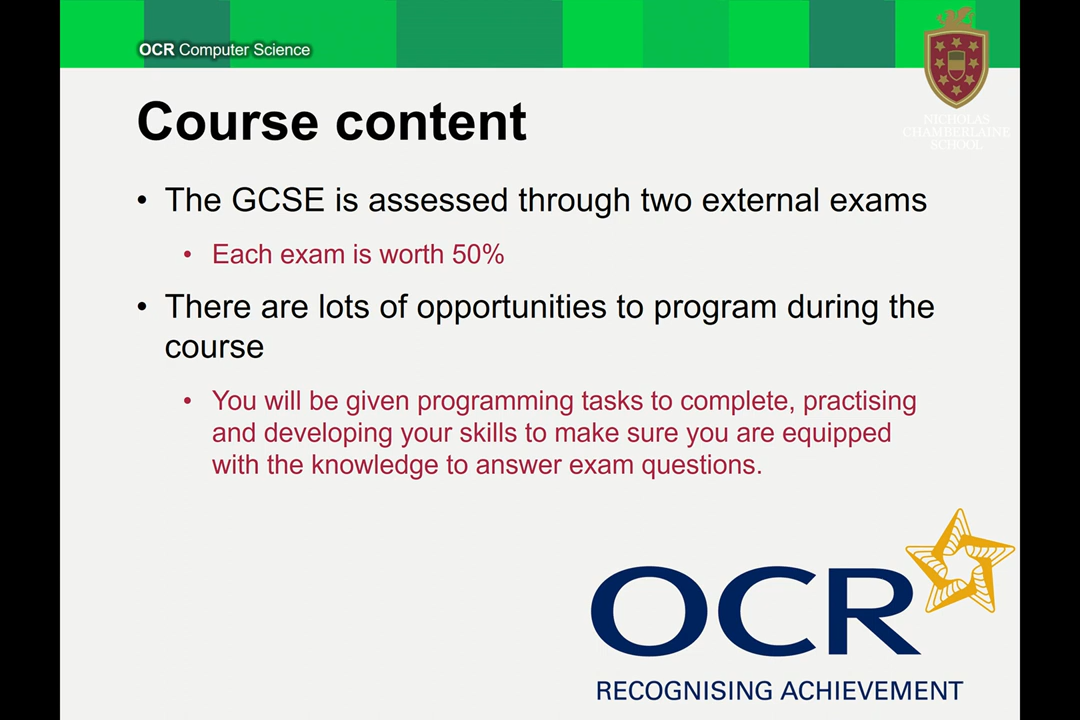 OCR Computer Science
NICHOLAS
CHAMBERLAINE
SCHOOL
Course content
• The GCSE is assessed through two external exams
• Each exam is worth 50%
• There are lots of opportunities to program during the
course
• You will be given programming tasks to complete, practising
and developing your skills to make sure you are equipped
with the knowledge to answer exam questions.
OCR
RECOGNISING ACHIEVEMENT